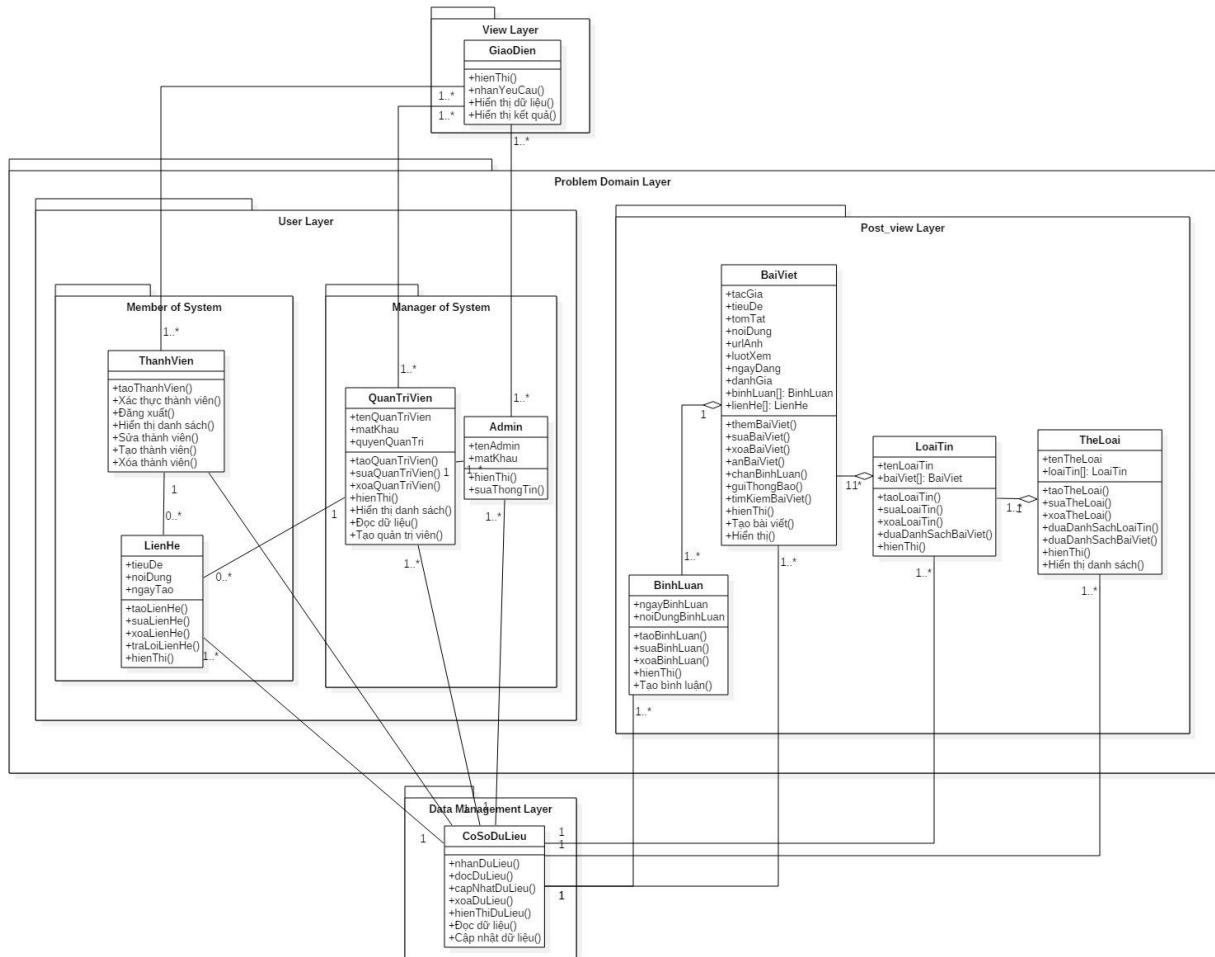 View Layer
GiaoDien
+hienThi()
+nhanYeuCau()
+Hiển thị dữ liệu()
+Hiển thị kết quả()
1..*
1..*
1..*
Problem Domain Layer
User Layer
Member of System
1..*
ThanhVien
+taoThanhVien()
+Xác thực thành viên()
+Đăng xuất()
+Hiển thị danh sách()
+Sửa thành viên()
+Tạo thành viên()
+Xóa thành viên()
1
0..*
LienHe
+tieuDe
+noiDung
+ngayTao
+taoLienHe()
+suaLienHe()
+xoaLienHe()
+traLoiLienHe()
+hienThi()
0..*
1..*
Manager of System
1..*
1..*
QuanTriVien
+tenQuanTriVien
+matKhau
+quyenQuanTri
+taoQuanTriVien()
+suaQuanTriVien()
+xoaQuanTriVien()
+hienThi()
+Hiển thị danh sách()
+Đọc dữ liệu()
+Tạo quản trị viên()
1
1
1..*
1..*
Admin
+tenAdmin
+matKhau
+hienThi()
+suaThongTin()
1..*
Post_view Layer
BaiViet
+tacGia
+tieuDe
+tomTat
+noiDung
+urlAnh
+luotXem
+ngayDang
+danhGia
+binhLuan[]: BinhLuan
+lienHe[]: LienHe
+themBaiViet()
+suaBaiViet()
+xoaBaiViet()
+anBaiViet()
+chanBinhLuan()
+guiThongBao()
+timKiemBaiViet()
+hienThi()
+Tạo bài viết()
+Hiển thị()
1
1..*
1..*
BinhLuan
+ngayBinhLuan
+noiDungBinhLuan
+taoBinhLuan()
+suaBinhLuan()
+xoaBinhLuan()
+hienThi()
+Tạo bình luận()
1..*
LoaiTin
+tenLoaiTin
+baiViet[]: BaiViet
+taoLoaiTin()
+suaLoaiTin()
+xoaLoaiTin()
+duaDanhSachBaiViet()
+hienThi()
1..*
TheLoai
+tenTheLoai
+loaiTin[]: LoaiTin
+taoTheLoai()
+suaTheLoai()
+xoaTheLoai()
+duaDanhSachLoaiTin()
+duaDanhSachBaiViet()
+hienThi()
+Hiển thị danh sách()
1..*
Data Management Layer
CoSoDuLieu
+nhanDuLieu()
+docDuLieu()
+capNhatDuLieu()
+xoaDuLieu()
+hienThiDuLieu()
+Đọc dữ liệu()
+Cập nhật dữ liệu()
1
1
1
1